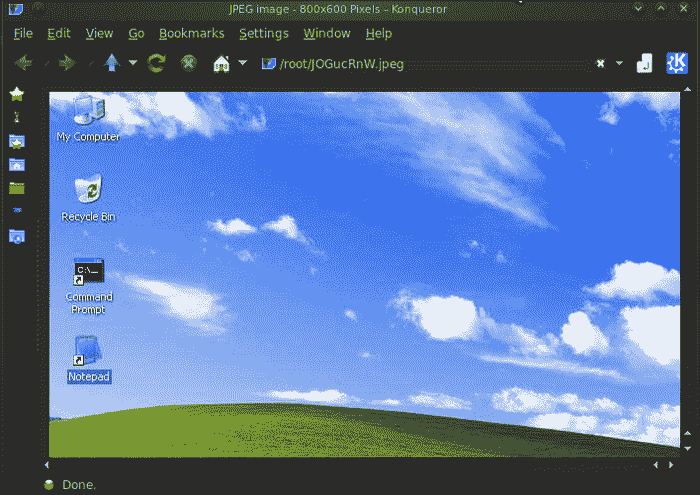 JPEG image - 800x600 Pixels - Konqueror
File Edit View Go Bookmarks Settings Window Help
/root/JOGucRnW.jpeg
My Computer
Recycle Bin
C:\_
Command
Prompt
Notepad
Done.